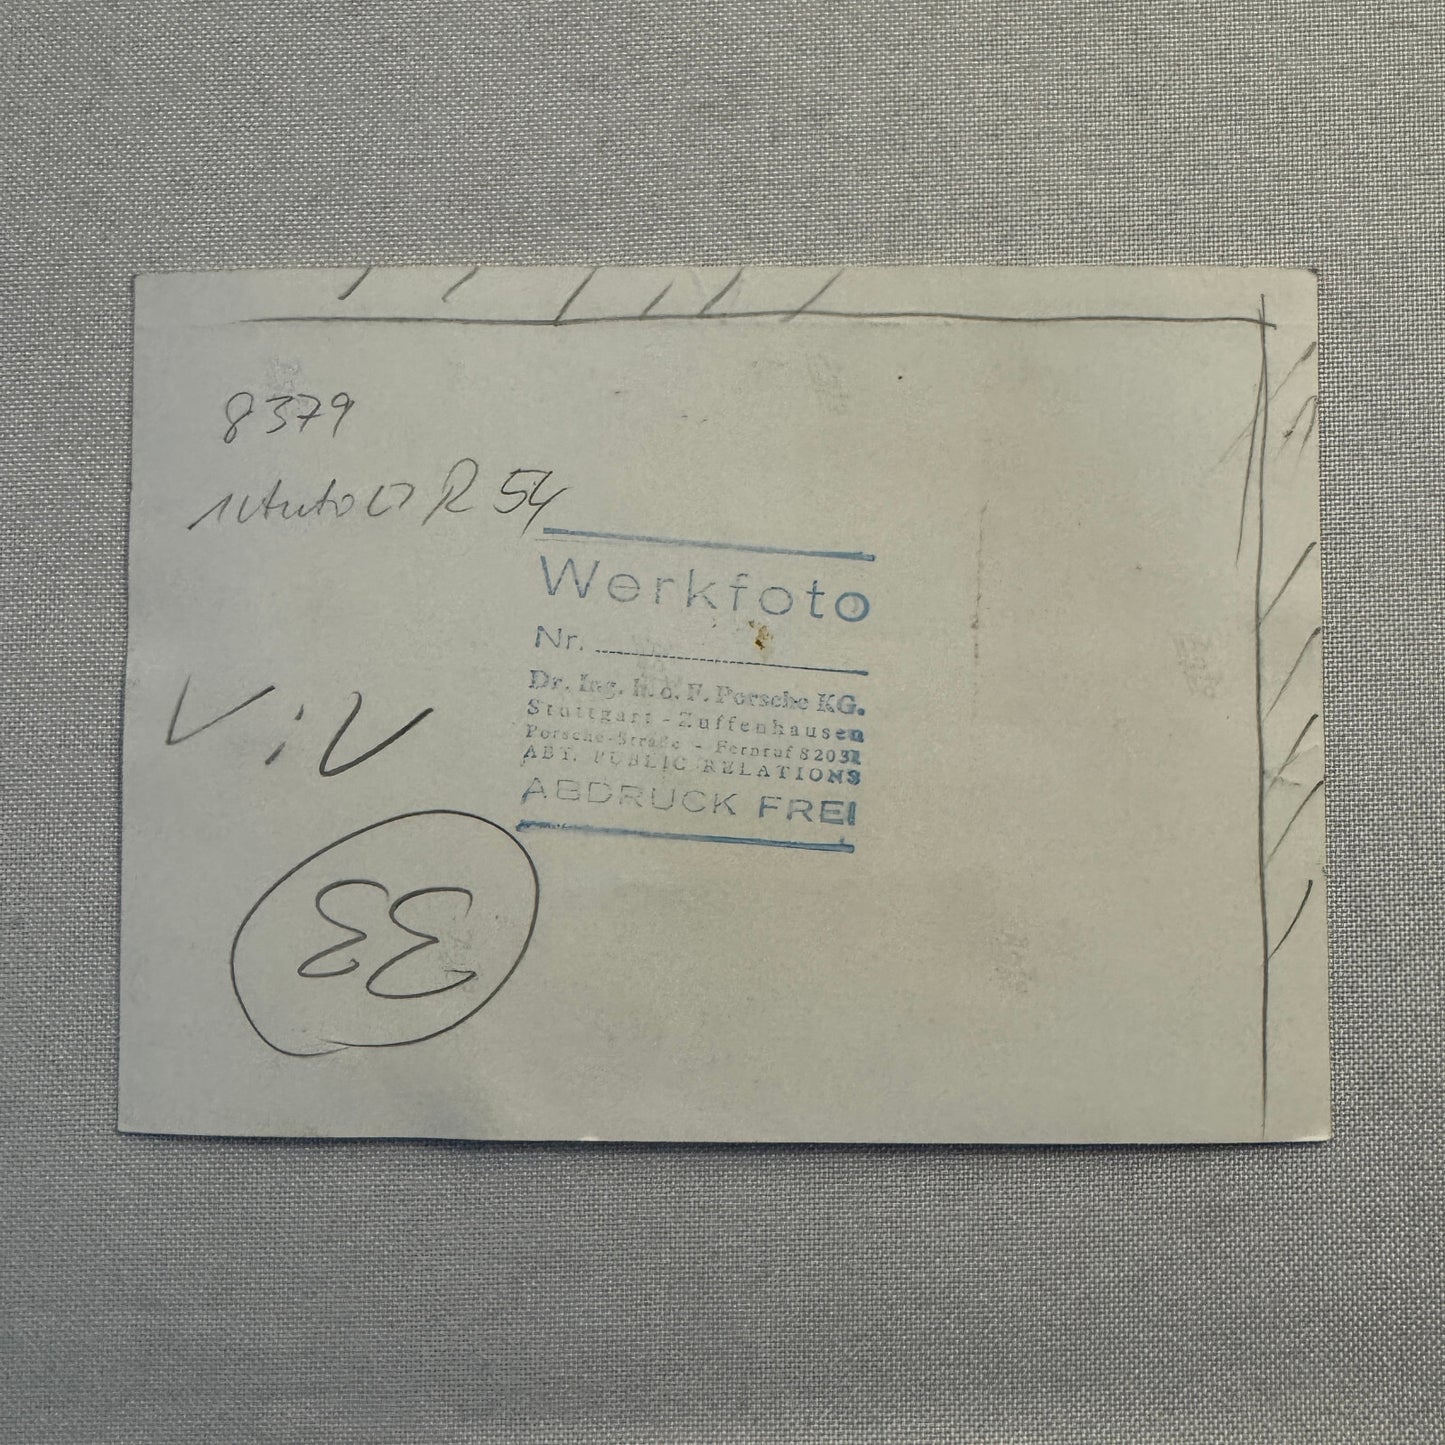 8379
R 54
Werkfoto
Nr.
Dr. Ing. h. c. F. Porsche KG.
Stuttgart - Zuffenhausen
Porsche-Straße - Fernruf 82031
ABT. PUBLIC RELATIONS
ABDRUCK FREI
33